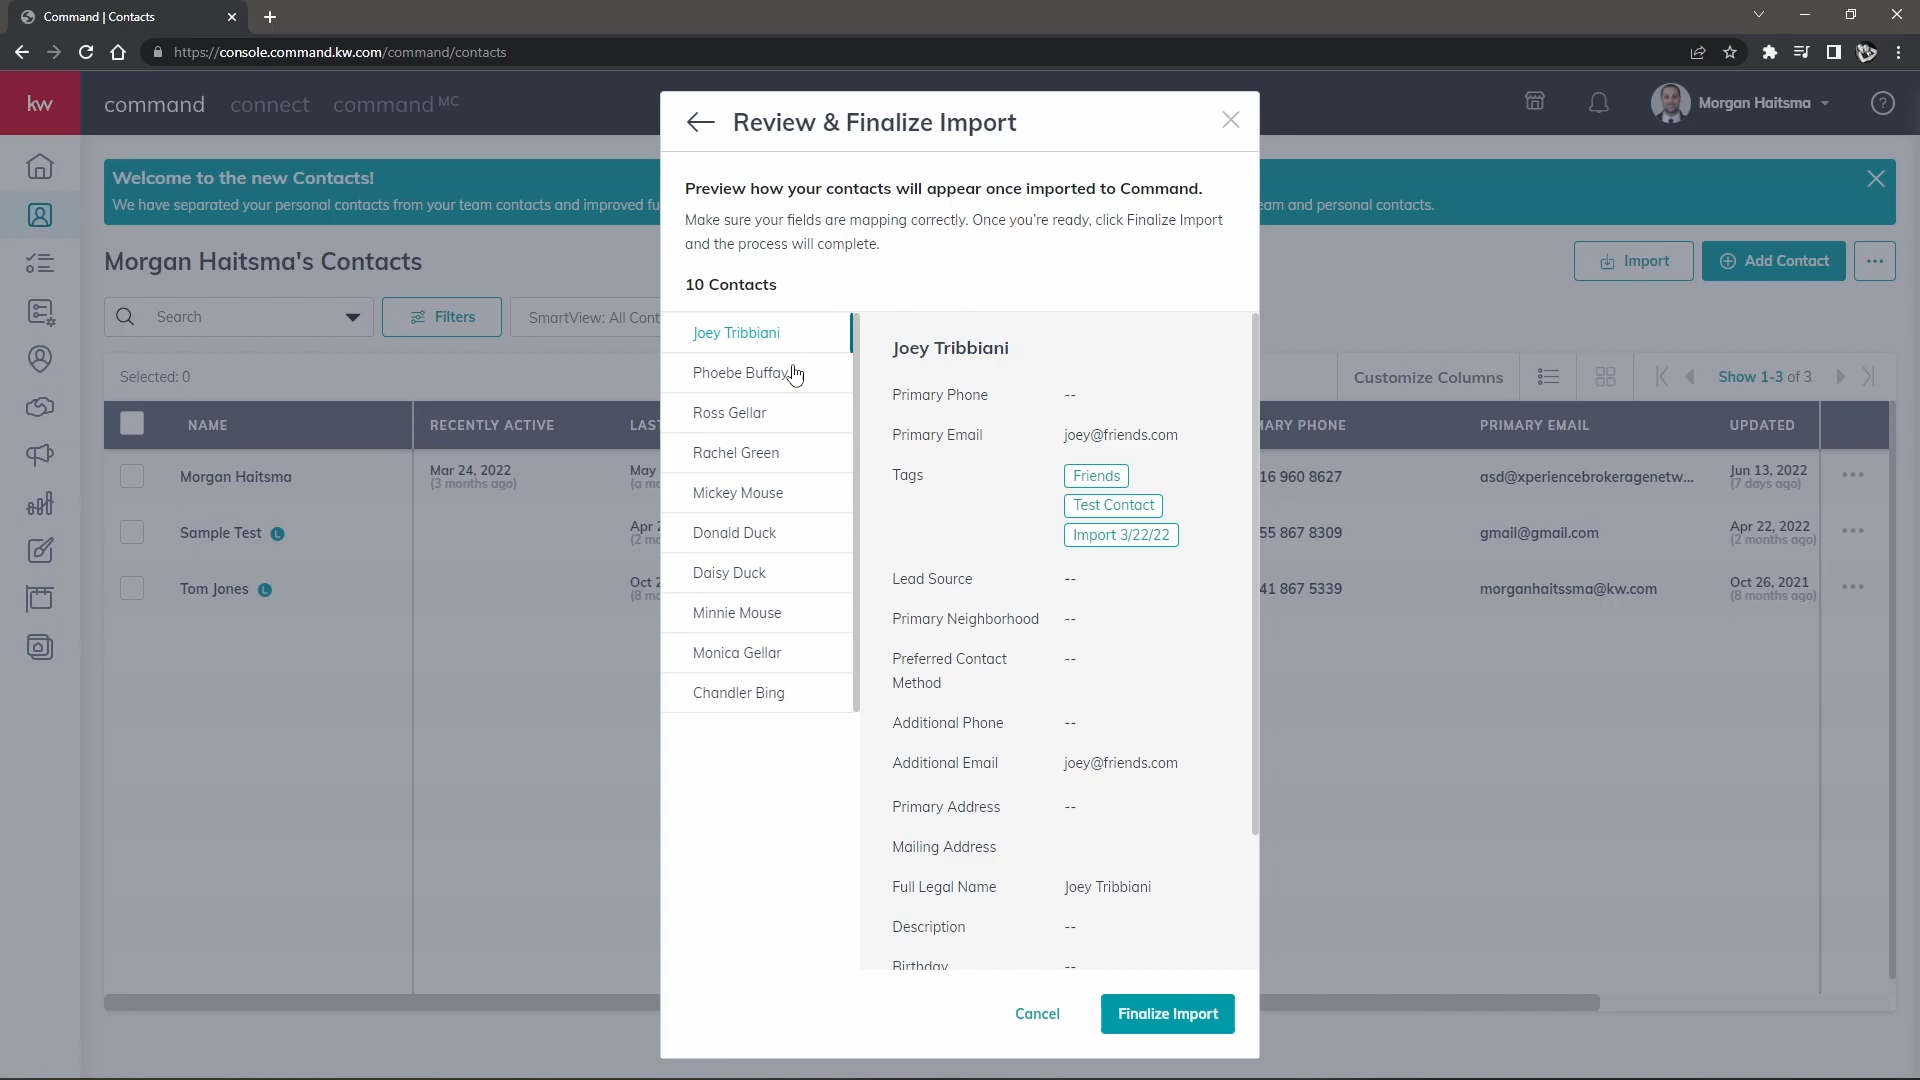 Command | Contacts
https://console.command.kw.com/command/contacts
kw
command connect command MC
Morgan Haitsma
Welcome to the new Contacts!
We have separated your personal contacts from your team contacts and improved fu
eam and personal contacts.
Morgan Haitsma's Contacts
Import
Add Contact
Search
Filters
SmartView: All Cont
Selected: 0
Customize Columns
Show 1-3 of 3
NAME
RECENTLY ACTIVE
LAS
MARY PHONE
PRIMARY EMAIL
UPDATED
Morgan Haitsma
Mar 24, 2022
(3 months ago)
May
(a mo
16 960 8627
asd@xperiencebrokeragenetw...
Jun 13, 2022
(7 days ago)
Sample Test L
Apr 2
(2 mo
55 867 8309
gmail@gmail.com
Apr 22, 2022
(2 months ago)
Tom Jones L
Oct 2
(8 mo
41 867 5339
morganhaitssma@kw.com
Oct 26, 2021
(8 months ago)
Review & Finalize Import
Preview how your contacts will appear once imported to Command.
Make sure your fields are mapping correctly. Once you're ready, click Finalize Import
and the process will complete.
10 Contacts
Joey Tribbiani
Phoebe Buffay
Ross Gellar
Rachel Green
Mickey Mouse
Donald Duck
Daisy Duck
Minnie Mouse
Monica Gellar
Chandler Bing
Joey Tribbiani
Primary Phone --
Primary Email joey@friends.com
Tags Friends
Test Contact
Import 3/22/22
Lead Source --
Primary Neighborhood --
Preferred Contact --
Method
Additional Phone --
Additional Email joey@friends.com
Primary Address --
Mailing Address
Full Legal Name Joey Tribbiani
Description --
Birthday --
Cancel
Finalize Import